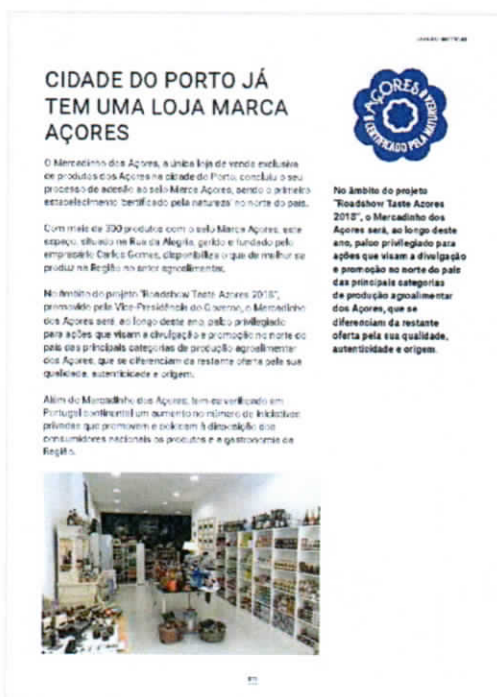 CIDADE DO PORTO JÁ
TEM UMA LOJA MARCA
AÇORES
O Mercadinho dos Açores, a única loja de venda exclusiva
de produtos dos Açores na cidade do Porto, concluiu o seu
processo de adesão ao selo Marca Açores, sendo o primeiro
estabelecimento 'certificado pela natureza' no norte do país.
Com mais de 300 produtos com o selo Marca Açores, este
espaço, situado na Rua da Alegria, gerido e fundado pelo
empresário Carlos Gomes, disponibiliza o que de melhor se
produz na Região no setor agroalimentar.
No âmbito do projeto "Roadshow Taste Azores 2018",
promovido pela Vice-Presidência do Governo, o Mercadinho
dos Açores será, ao longo deste ano, palco privilegiado
para ações que visam a divulgação e promoção no norte do
país das principais categorias de produção agroalimentar
dos Açores, que se diferenciam da restante oferta pela sua
qualidade, autenticidade e origem.
Além do Mercadinho dos Açores, tem-se verificado em
Portugal continental um aumento no número de iniciativas
privadas que promovem e colocam à disposição dos
consumidores nacionais os produtos e a gastronomia da
Região.
AÇORES
CERTIFICADO PELA NATUREZA
No âmbito do projeto
"Roadshow Taste Azores
2018", o Mercadinho dos
Açores será, ao longo deste
ano, palco privilegiado para
ações que visam a divulgação
e promoção no norte do país
das principais categorias
de produção agroalimentar
dos Açores, que se
diferenciam da restante
oferta pela sua qualidade,
autenticidade e origem.